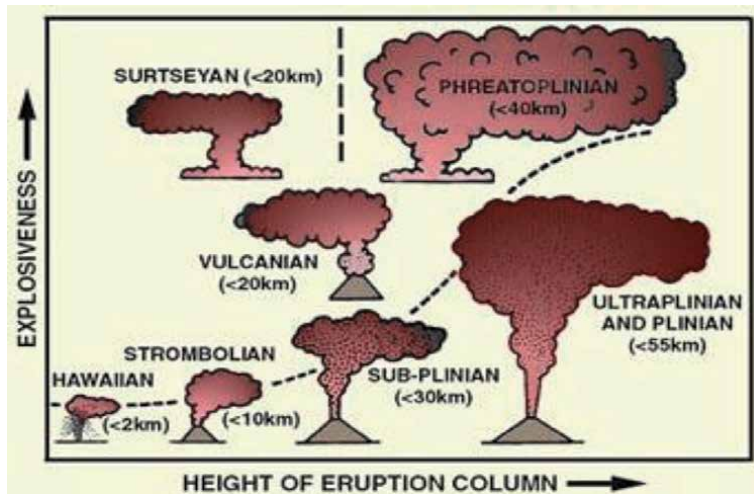 SURTSEYAN (<20km)
PHREATOPLINIAN
(<40km)
VULCANIAN
(<20km)
ULTRAPLINIAN
AND PLINIAN
(<55km)
STROMBOLIAN
(<10km)
SUB-PLINIAN
(<30km)
HAWAIIAN
(<2km)
EXPLOSIVENESS
HEIGHT OF ERUPTION COLUMN